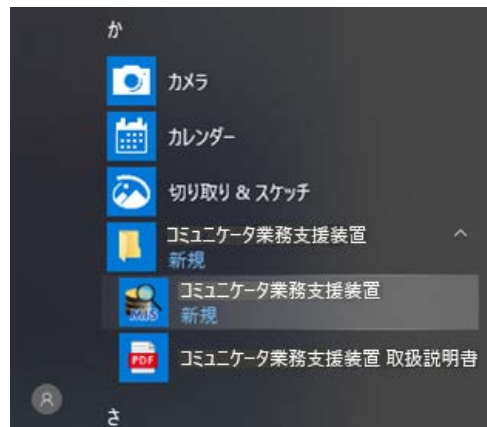 か
カメラ
カレンダー
切り取り & スケッチ
コミュニケータ業務支援装置
新規
コミュニケータ業務支援装置
MIS
新規
PDF
コミュニケータ業務支援装置 取扱説明書
さ